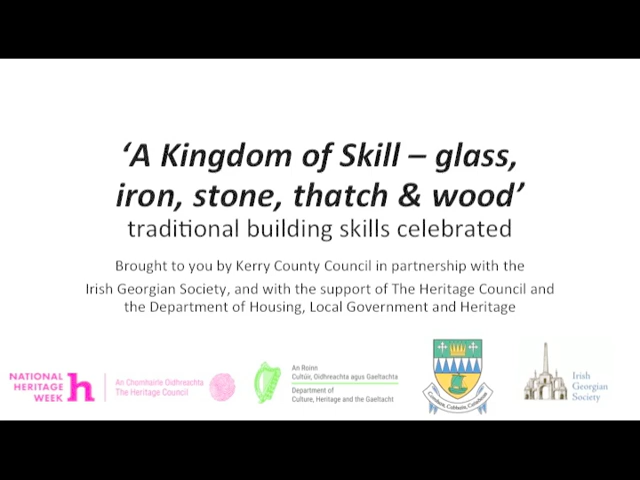 ‘A Kingdom of Skill – glass,
iron, stone, thatch & wood’
traditional building skills celebrated
Brought to you by Kerry County Council in partnership with the
Irish Georgian Society, and with the support of The Heritage Council and
the Department of Housing, Local Government and Heritage
NATIONAL
HERITAGE
WEEK
h
An Chomhairle Oidhreachta
The Heritage Council
An Roinn
Cultúir, Oidhreachta agus Gaeltachta
Department of
Culture, Heritage and the Gaeltacht
Irish
Georgian
Society